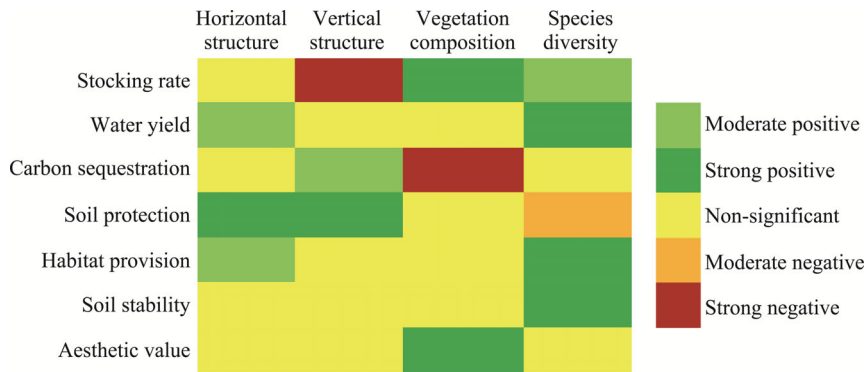 Horizontal structure
Vertical structure
Vegetation composition
Species diversity
Stocking rate
Water yield
Carbon sequestration
Soil protection
Habitat provision
Soil stability
Aesthetic value
Moderate positive
Strong positive
Non-significant
Moderate negative
Strong negative